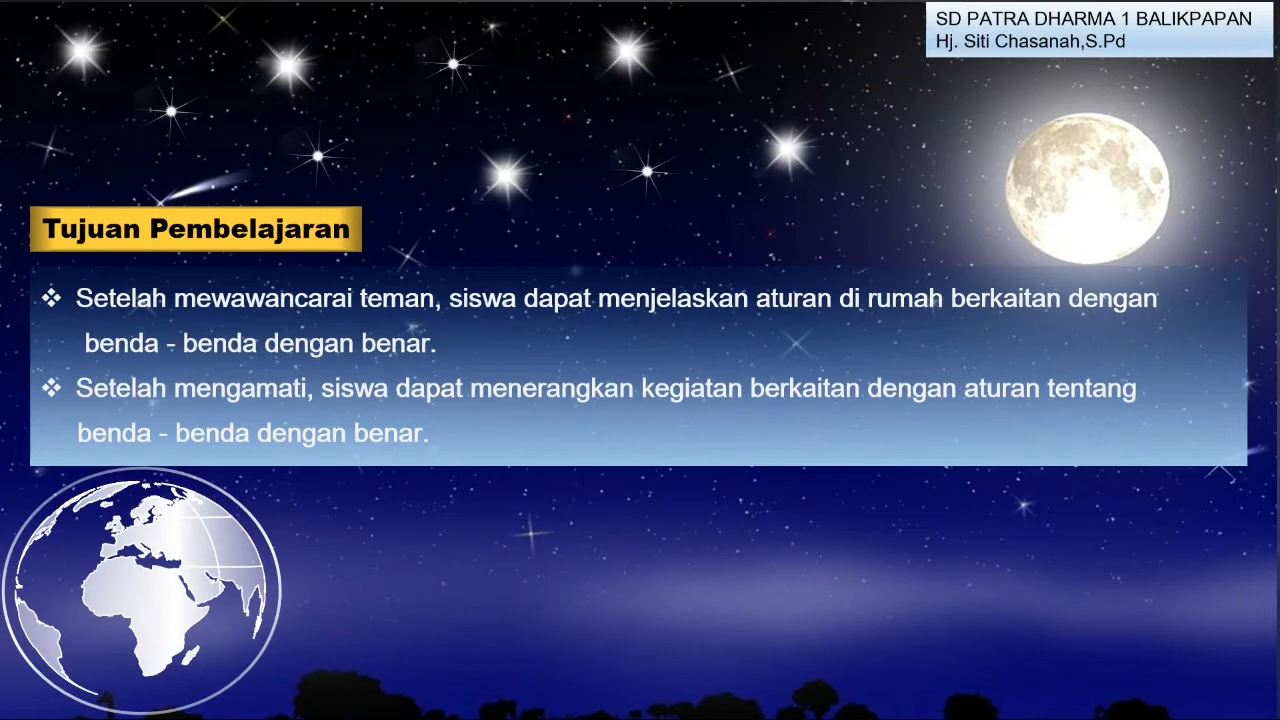 SD PATRA DHARMA 1 BALIKPAPAN
Hj. Siti Chasanah,S.Pd
Tujuan Pembelajaran
❖ Setelah mewawancarai teman, siswa dapat menjelaskan aturan di rumah berkaitan dengan
benda - benda dengan benar.
❖ Setelah mengamati, siswa dapat menerangkan kegiatan berkaitan dengan aturan tentang
benda - benda dengan benar.